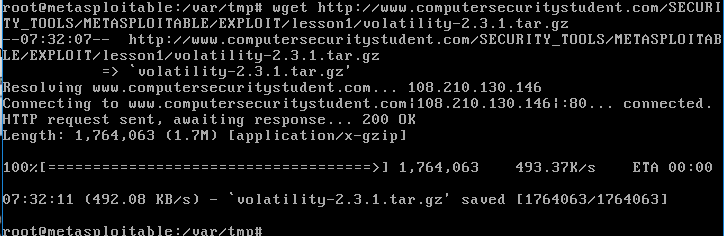 root@metasploitable:/var/tmp# wget http://www.computersecuritystudent.com/SECURI
TY_TOOLS/METASPLOITABLE/EXPLOIT/lesson1/volatility-2.3.1.tar.gz
--07:32:07--  http://www.computersecuritystudent.com/SECURITY_TOOLS/METASPLOITAB
LE/EXPLOIT/lesson1/volatility-2.3.1.tar.gz
           => `volatility-2.3.1.tar.gz'
Resolving www.computersecuritystudent.com... 108.210.130.146
Connecting to www.computersecuritystudent.com|108.210.130.146|:80... connected.
HTTP request sent, awaiting response... 200 OK
Length: 1,764,063 (1.7M) [application/x-gzip]
100%[====================================>] 1,764,063    493.37K/s    ETA 00:00
07:32:11 (492.08 KB/s) - `volatility-2.3.1.tar.gz' saved [1764063/1764063]
root@metasploitable:/var/tmp#